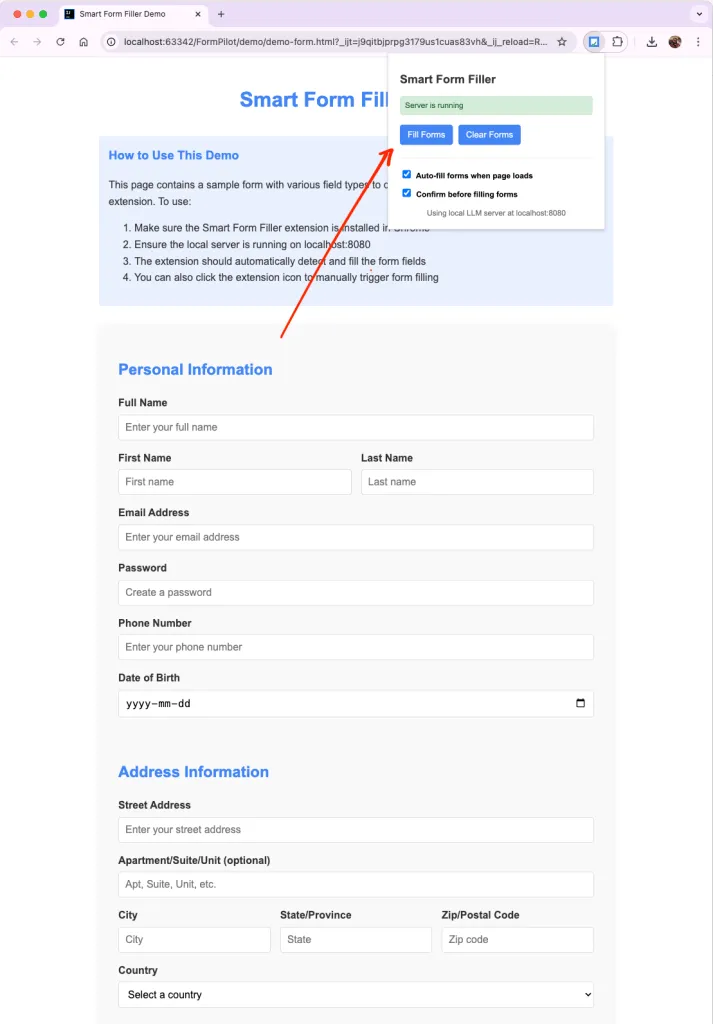 Smart Form Filler Demo
localhost:63342/FormPilot/demo/demo-form.html?_ijt=j9qitbjprpg3179us1cuas83vh&_ij_reload=R...
Smart Form Filler
Server is running
Fill Forms Clear Forms
Auto-fill forms when page loads
Confirm before filling forms
Using local LLM server at localhost:8080
Smart Form Fill
How to Use This Demo
This page contains a sample form with various field types to
extension. To use:
1. Make sure the Smart Form Filler extension is installed in Chrome
2. Ensure the local server is running on localhost:8080
3. The extension should automatically detect and fill the form fields
4. You can also click the extension icon to manually trigger form filling
Personal Information
Full Name
Enter your full name
First Name Last Name
First name Last name
Email Address
Enter your email address
Password
Create a password
Phone Number
Enter your phone number
Date of Birth
yyyy-mm-dd
Address Information
Street Address
Enter your street address
Apartment/Suite/Unit (optional)
Apt, Suite, Unit, etc.
City State/Province Zip/Postal Code
City State Zip code
Country
Select a country